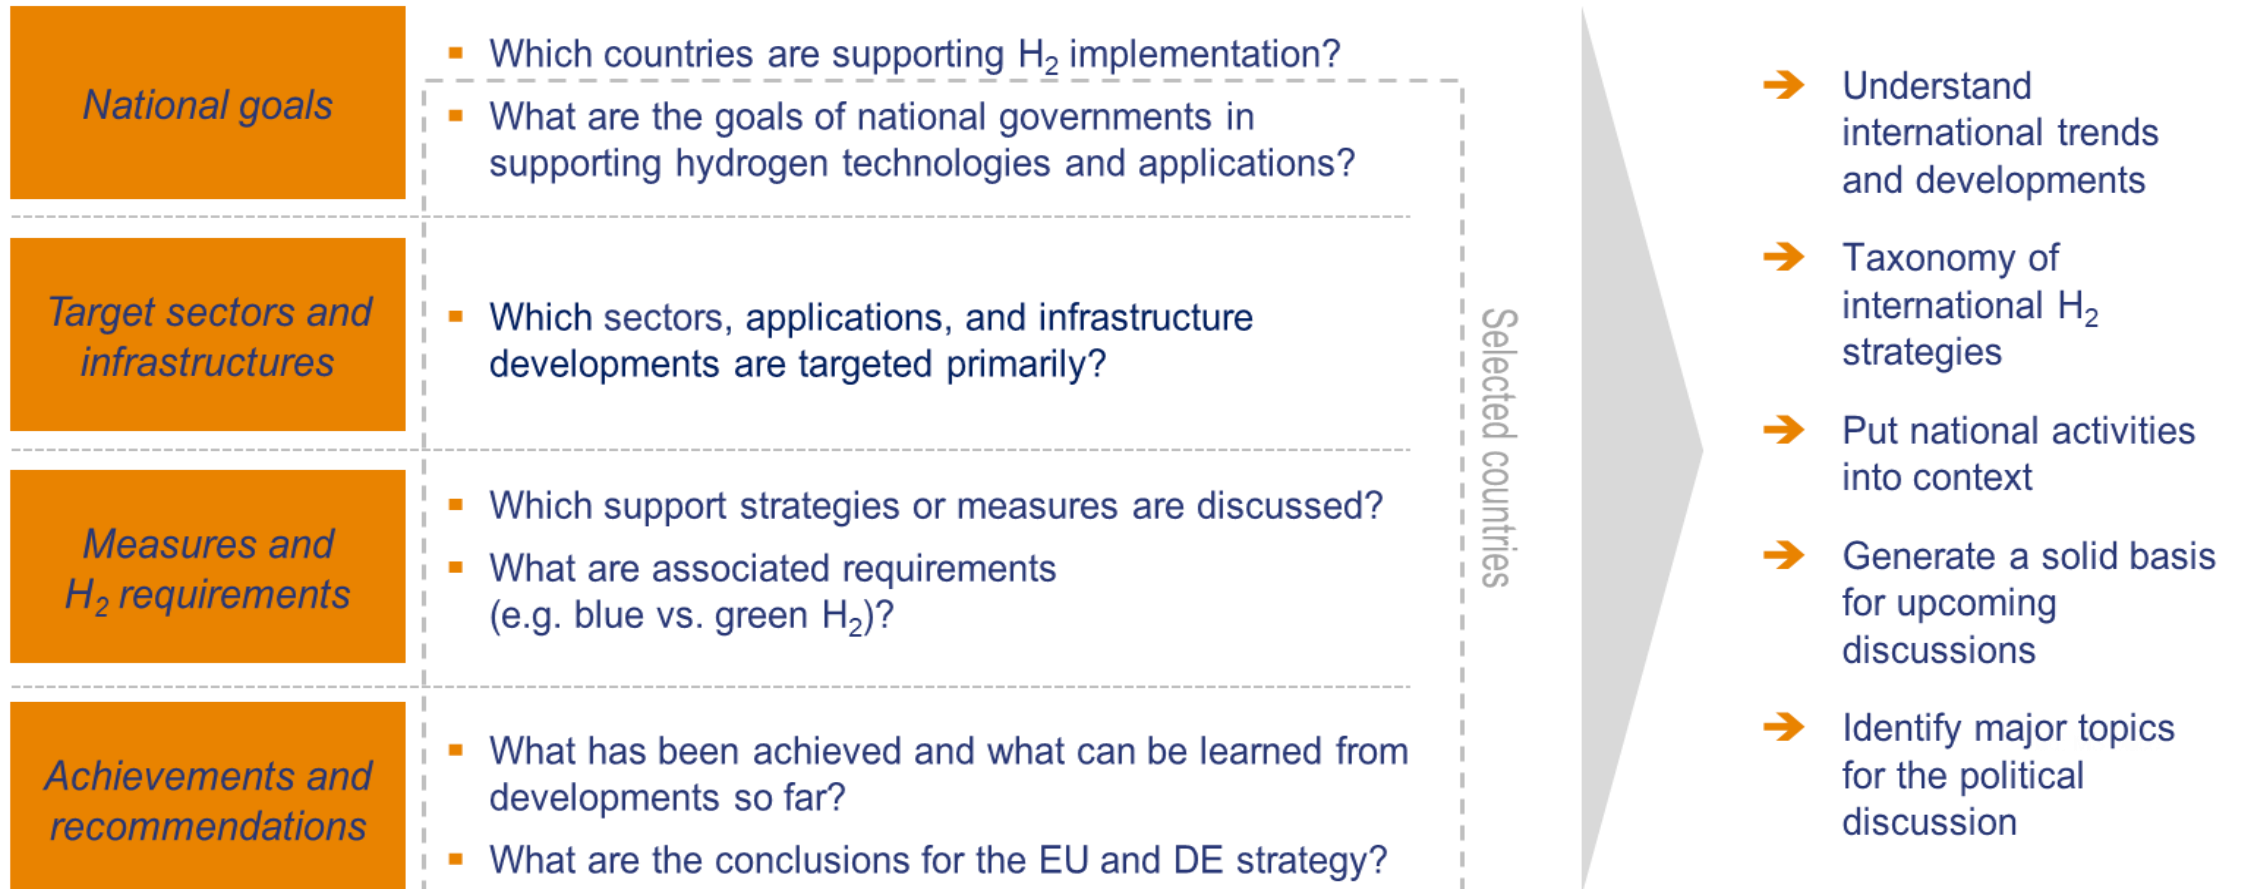 National goals
Which countries are supporting H₂ implementation?
What are the goals of national governments in
supporting hydrogen technologies and applications?
Target sectors and
infrastructures
Which sectors, applications, and infrastructure
developments are targeted primarily?
Measures and
H₂ requirements
Which support strategies or measures are discussed?
What are associated requirements
(e.g. blue vs. green H₂)?
Achievements and
recommendations
What has been achieved and what can be learned from
developments so far?
What are the conclusions for the EU and DE strategy?
Selected countries
Understand
international trends
and developments
Taxonomy of
international H₂
strategies
Put national activities
into context
Generate a solid basis
for upcoming
discussions
Identify major topics
for the political
discussion